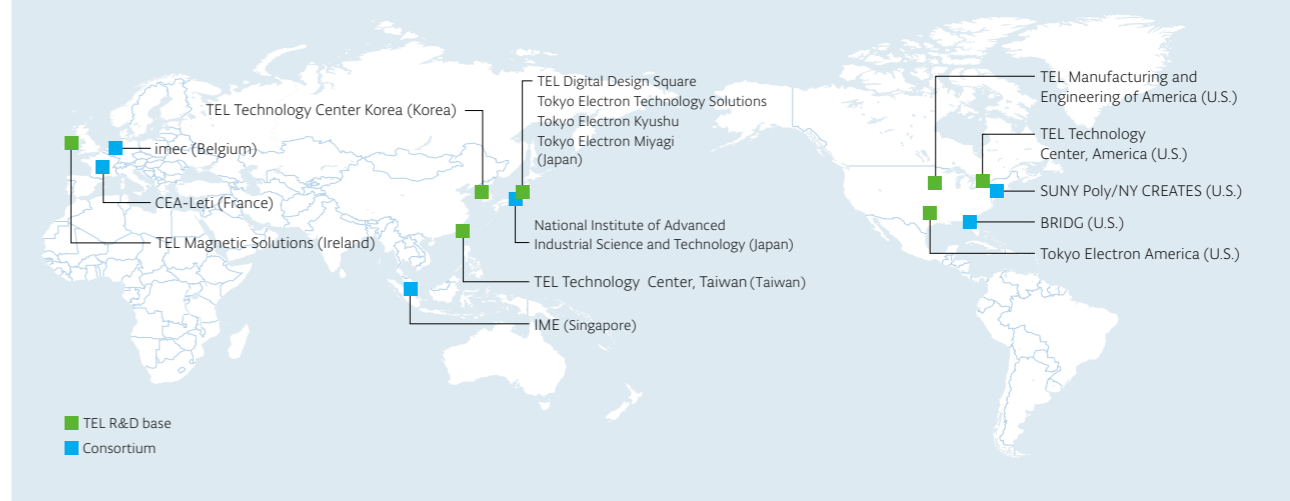 TEL Technology Center Korea (Korea)
imec (Belgium)
CEA-Leti (France)
TEL Magnetic Solutions (Ireland)
TEL Digital Design Square
Tokyo Electron Technology Solutions
Tokyo Electron Kyushu
Tokyo Electron Miyagi
(Japan)
National Institute of Advanced
Industrial Science and Technology (Japan)
TEL Technology Center, Taiwan (Taiwan)
IME (Singapore)
TEL Manufacturing and
Engineering of America (U.S.)
TEL Technology
Center, America (U.S.)
SUNY Poly/NY CREATES (U.S.)
BRIDG (U.S.)
Tokyo Electron America (U.S.)
TEL R&D base
Consortium